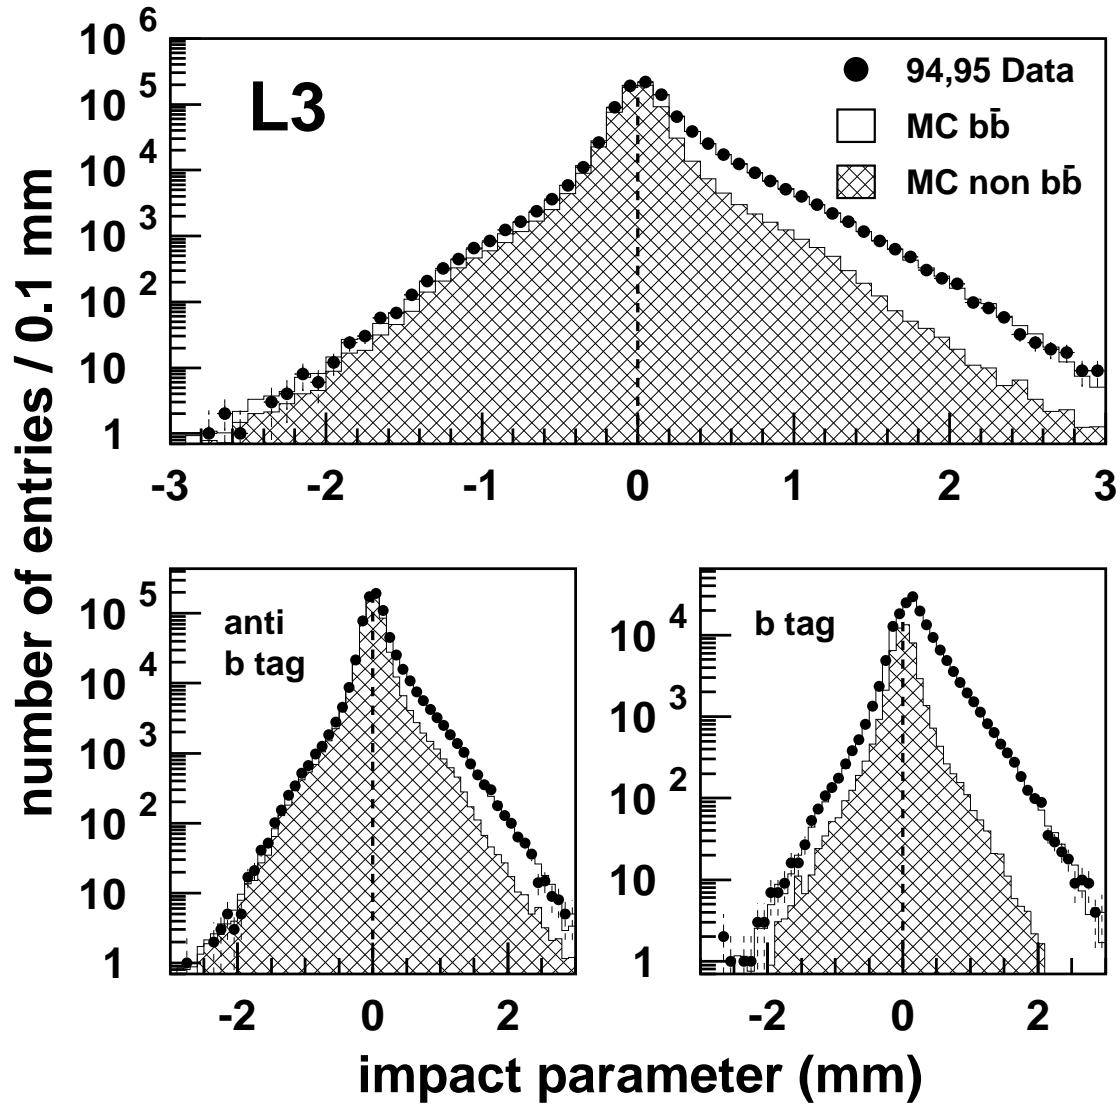 number of entries / 0.1 mm
10^6
10^5
10^4
10^3
10^2
10
1
L3
94,95 Data
MC bb̄
MC non bb̄
-3 -2 -1 0 1 2 3
10^5
10^4
10^3
10^2
10
1
anti
b tag
-2 0 2
10^4
10^3
10^2
10
1
b tag
-2 0 2
impact parameter (mm)